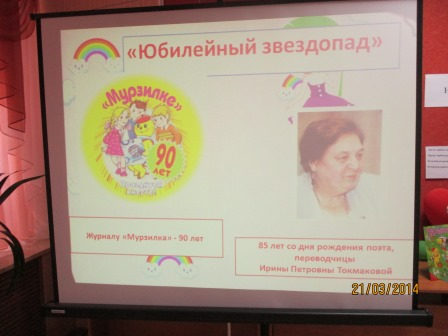 «Юбилейный звездопад»
«Мурзилке»
90
лет
Журналу «Мурзилка» - 90 лет
85 лет со дня рождения поэта,
переводчицы
Ирины Петровны Токмаковой
21/09/2014